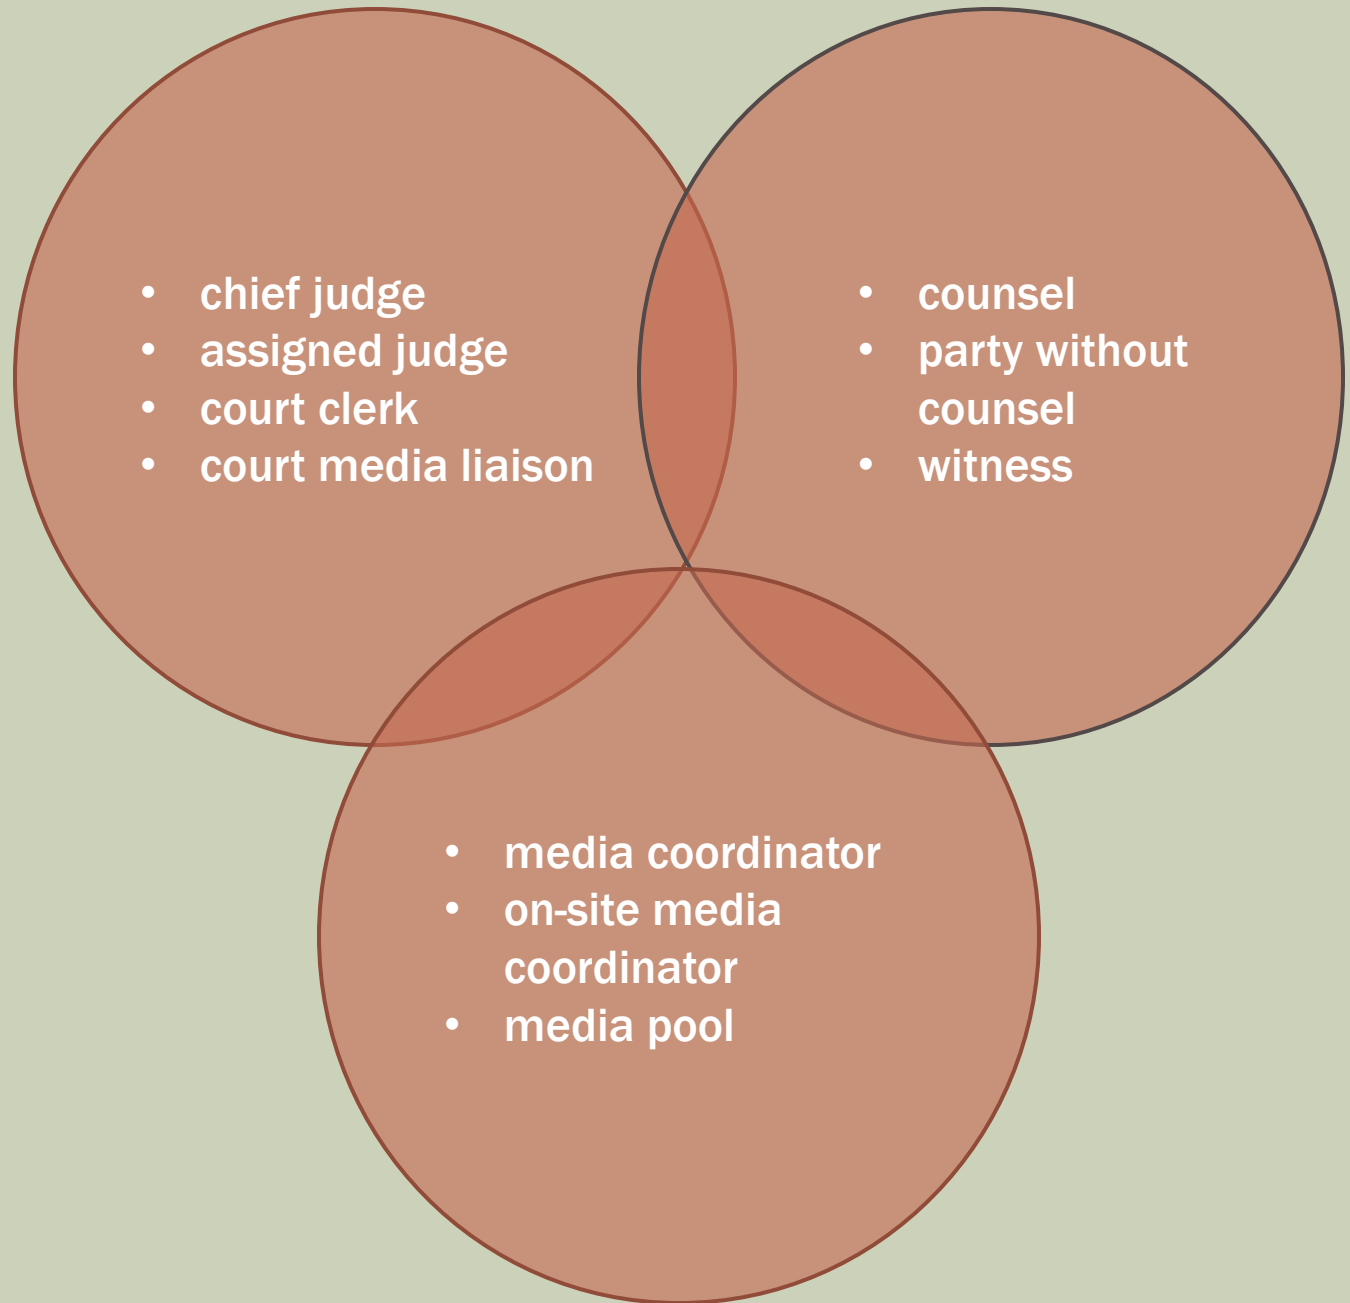 • chief judge
• assigned judge
• court clerk
• court media liaison
• counsel
• party without
counsel
• witness
• media coordinator
• on-site media
coordinator
• media pool